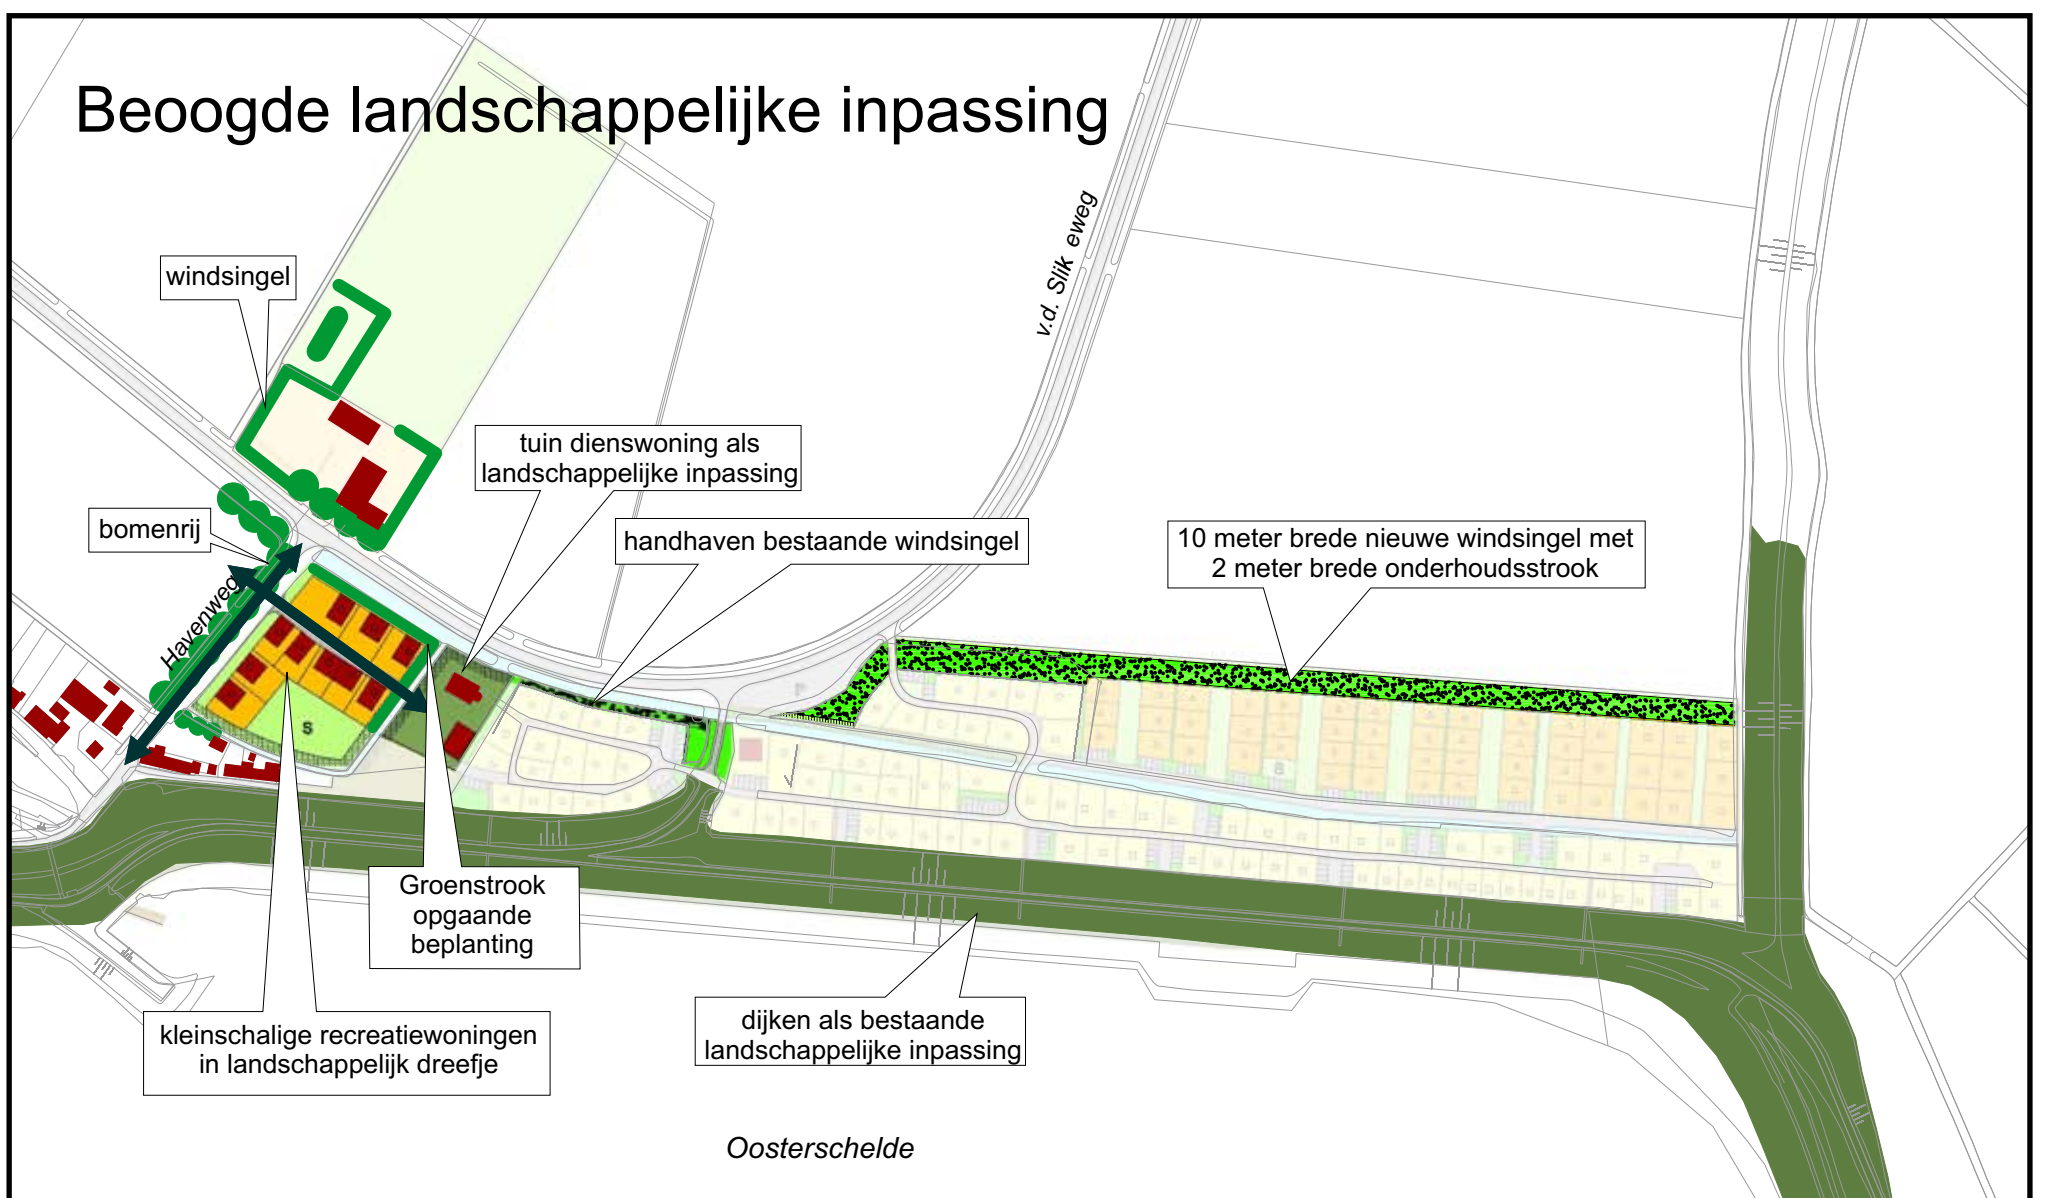 Beoogde landschappelijke inpassing
v.d. Slik eweg
windsingel
tuin dienswoning als
landschappelijke inpassing
bomenrij
handhaven bestaande windsingel
10 meter brede nieuwe windsingel met
2 meter brede onderhoudsstrook
Havenweg
S
Groenstrook
opgaande
beplanting
kleinschalige recreatiewoningen
in landschappelijk dreefje
dijken als bestaande
landschappelijke inpassing
Oosterschelde